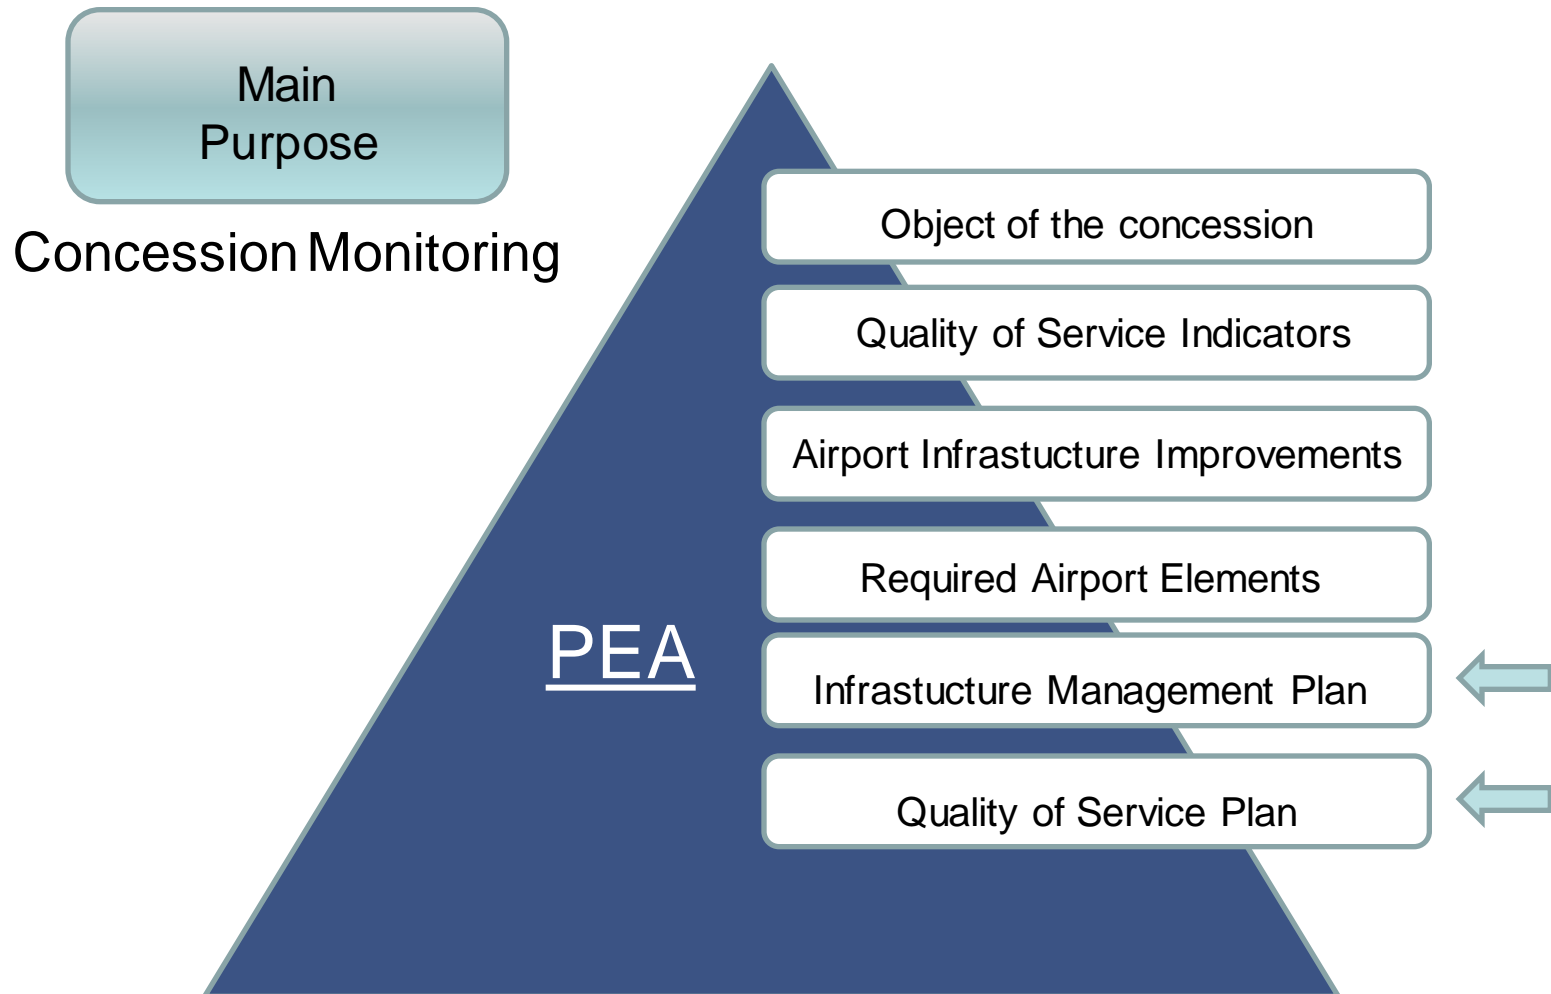 Main
Purpose
Concession Monitoring
Object of the concession
Quality of Service Indicators
Airport Infrastucture Improvements
Required Airport Elements
PEA
Infrastucture Management Plan
Quality of Service Plan